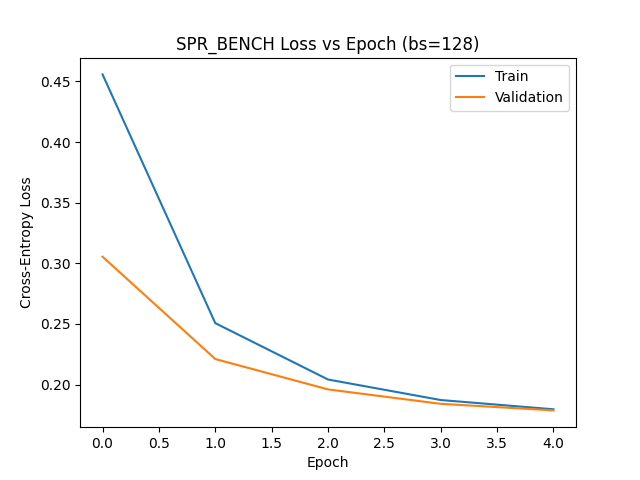 SPR_BENCH Loss vs Epoch (bs=128)
Train
Validation
Cross-Entropy Loss
0.45
0.40
0.35
0.30
0.25
0.20
0.0 0.5 1.0 1.5 2.0 2.5 3.0 3.5 4.0
Epoch